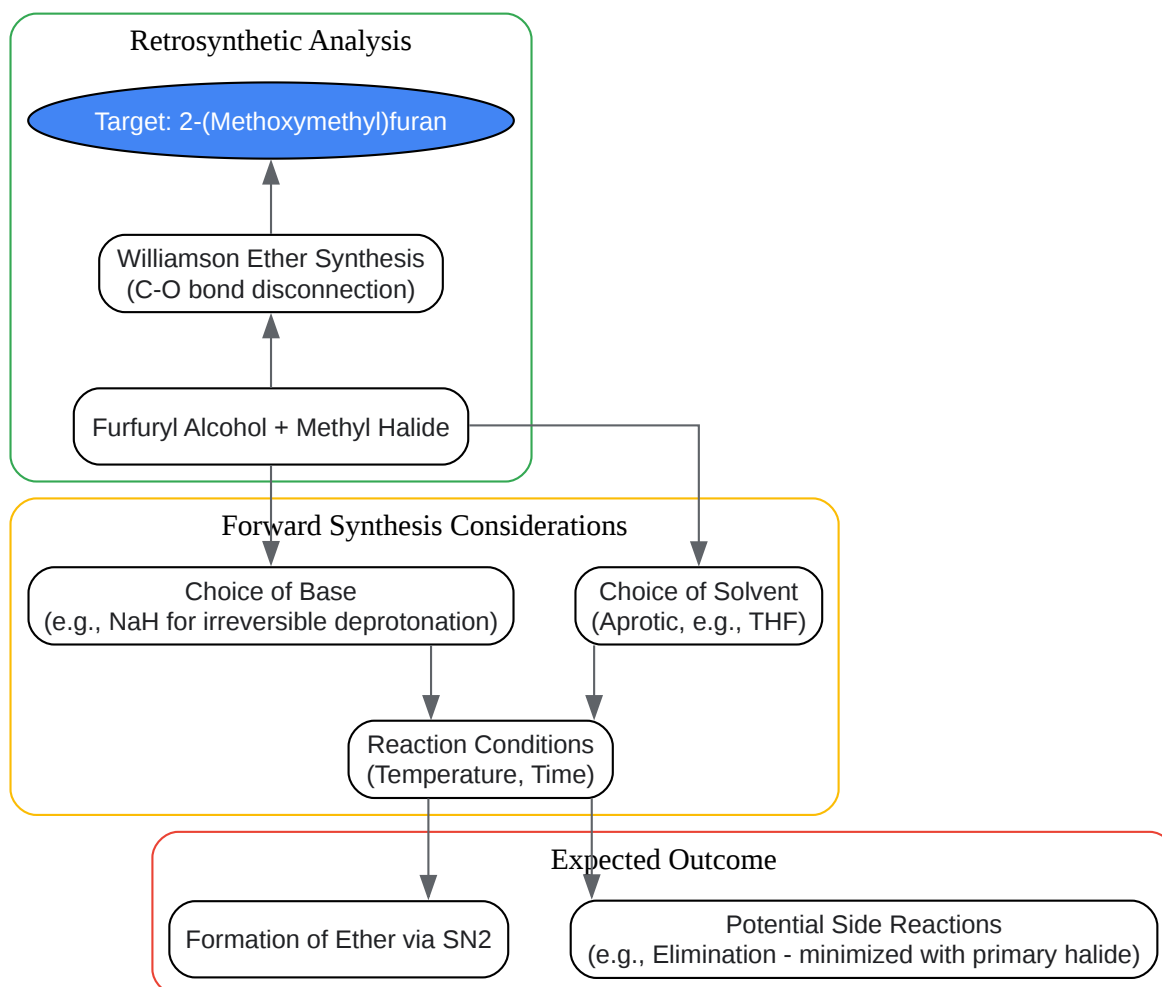 Retrosynthetic Analysis
Target: 2-(Methoxymethyl)furan
Williamson Ether Synthesis
(C-O bond disconnection)
Furfuryl Alcohol + Methyl Halide
Forward Synthesis Considerations
Choice of Base
(e.g., NaH for irreversible deprotonation)
Choice of Solvent
(Aprotic, e.g., THF)
Reaction Conditions
(Temperature, Time)
Expected Outcome
Formation of Ether via SN2
Potential Side Reactions
(e.g., Elimination - minimized with primary halide)